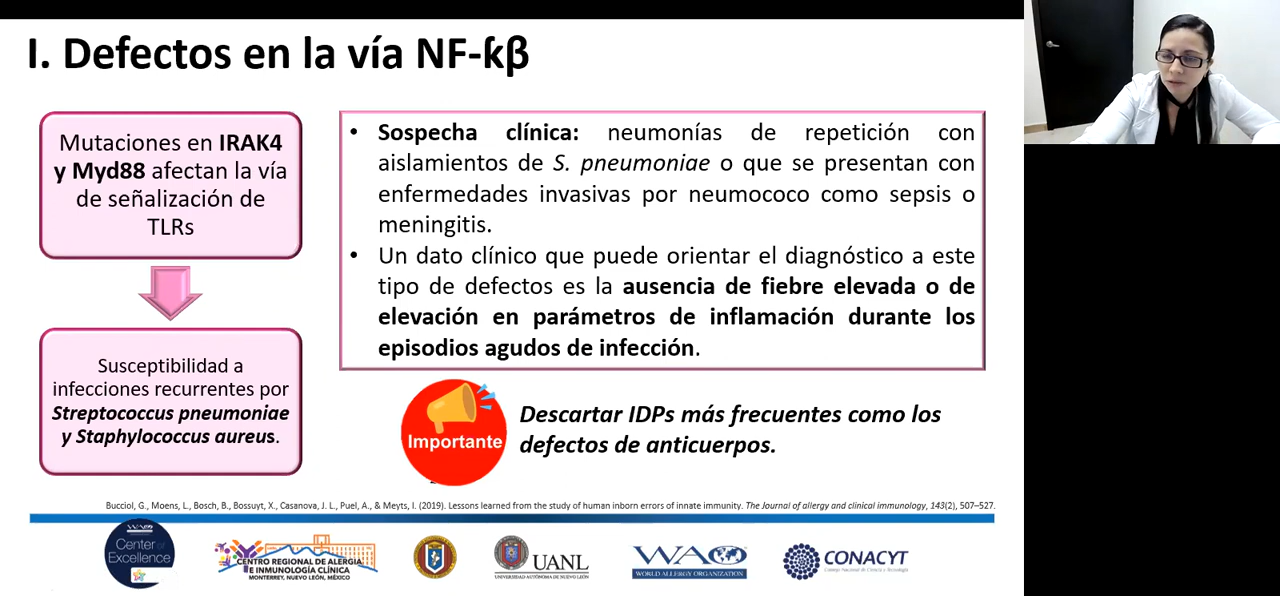 I. Defectos en la vía NF-ƙβ
Mutaciones en IRAK4
y Myd88 afectan la vía
de señalización de
TLRs
Susceptibilidad a
infecciones recurrentes por
Streptococcus pneumoniae
y Staphylococcus aureus.
• Sospecha clínica: neumonías de repetición con
aislamientos de S. pneumoniae o que se presentan con
enfermedades invasivas por neumococo como sepsis o
meningitis.
• Un dato clínico que puede orientar el diagnóstico a este
tipo de defectos es la ausencia de fiebre elevada o de
elevación en parámetros de inflamación durante los
episodios agudos de infección.
Importante
Descartar IDPs más frecuentes como los
defectos de anticuerpos.
Bucciol, G., Moens, L., Bosch, B., Bossuyt, X., Casanova, J. L., Puel, A., & Meyts, I. (2019). Lessons learned from the study of human inborn errors of innate immunity. The Journal of allergy and clinical immunology, 143(2), 507–527.
WAO
Center of
Excellence
CENTRO REGIONAL DE ALERGIA
E INMUNOLOGÍA CLÍNICA
MONTERREY, NUEVO LEÓN, MÉXICO
UANL
UNIVERSIDAD AUTÓNOMA DE NUEVO LEÓN
WAO
WORLD ALLERGY ORGANIZATION
CONACYT
Consejo Nacional de Ciencia y Tecnología